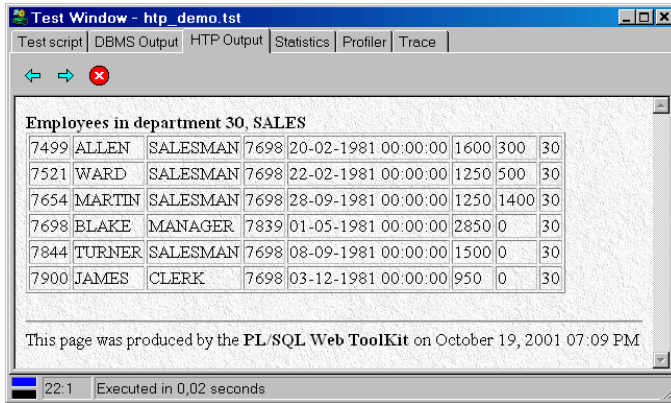 Test Window - htp_demo.tst
Test script DBMS Output HTP Output Statistics Profiler Trace
Employees in department 30, SALES
7499 ALLEN SALESMAN 7698 20-02-1981 00:00:00 1600 300 30
7521 WARD SALESMAN 7698 22-02-1981 00:00:00 1250 500 30
7654 MARTIN SALESMAN 7698 28-09-1981 00:00:00 1250 1400 30
7698 BLAKE MANAGER 7839 01-05-1981 00:00:00 2850 0 30
7844 TURNER SALESMAN 7698 08-09-1981 00:00:00 1500 0 30
7900 JAMES CLERK 7698 03-12-1981 00:00:00 950 0 30
This page was produced by the PL/SQL Web ToolKit on October 19, 2001 07:09 PM
22:1 Executed in 0,02 seconds